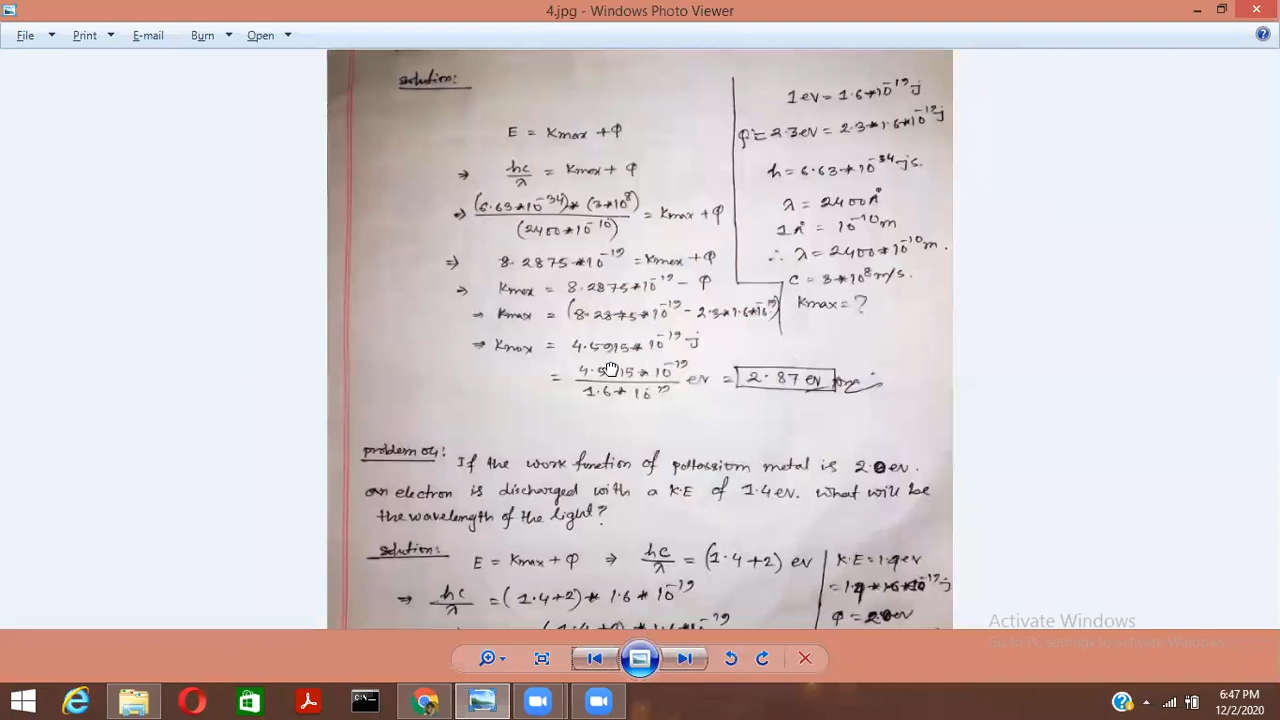 4.jpg - Windows Photo Viewer
File Print E-mail Burn Open
solution:
E = Kmax + φ
⇒ hc/λ = Kmax + φ
⇒ (6.63*10^-34)*(3*10^8)/(2400*10^-10) = Kmax + φ
⇒ 8.2875*10^-19 = Kmax + φ
⇒ Kmax = 8.2875*10^-19 - φ
⇒ Kmax = (8.2875*10^-19 - 2.3*1.6*10^-19)
⇒ Kmax = 4.5915*10^-19 j
= 4.5915*10^-19/1.6*10^-19 ev = 2.87 ev
1 ev = 1.6*10^-19 j
φ = 2.3 ev = 2.3*1.6*10^-19 j
h = 6.63*10^-34 js.
λ = 2400 A°
1 A° = 10^-10 m
∴ λ = 2400*10^-10 m.
c = 3*10^8 m/s.
Kmax = ?
problem 04: If the work function of pottassium metal is 2.0 ev.
an electron is discharged with a K.E of 1.4 ev. What will be
the wavelength of the light?
solution: E = Kmax + φ ⇒ hc/λ = (1.4+2) ev
⇒ hc/λ = (1.4+2)*1.6*10^-19
K.E = 1.4 ev
= 1.4*1.6*10^-19 j
φ = 2.0 ev
Activate Windows
Go to PC settings to activate Windows.
6:47 PM
12/2/2020